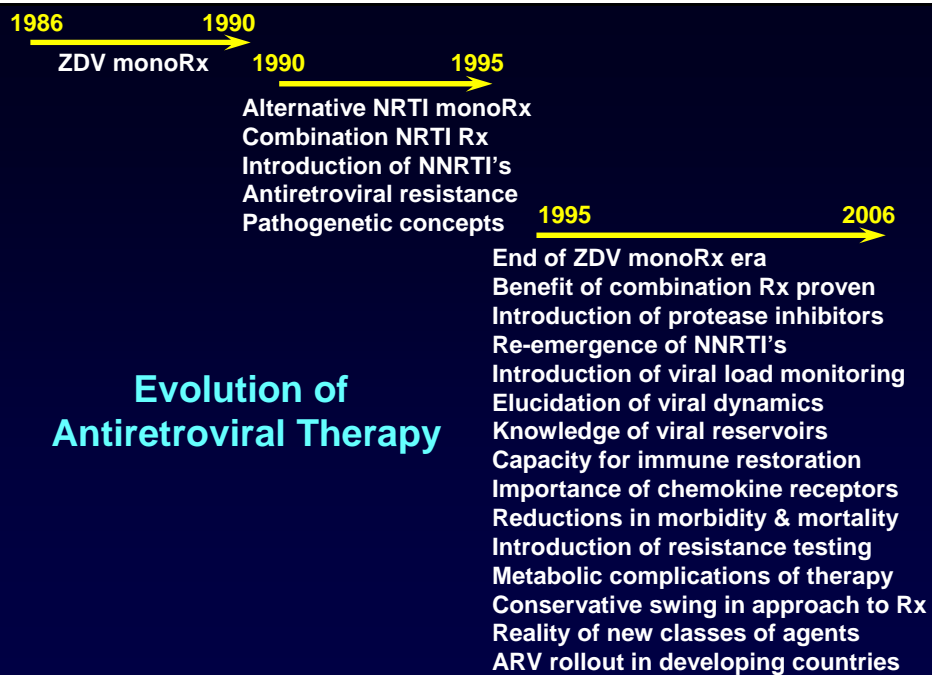 1986 1990
ZDV monoRx
1990 1995
Alternative NRTI monoRx
Combination NRTI Rx
Introduction of NNRTI's
Antiretroviral resistance
Pathogenetic concepts
1995 2006
End of ZDV monoRx era
Benefit of combination Rx proven
Introduction of protease inhibitors
Re-emergence of NNRTI's
Introduction of viral load monitoring
Elucidation of viral dynamics
Knowledge of viral reservoirs
Capacity for immune restoration
Importance of chemokine receptors
Reductions in morbidity & mortality
Introduction of resistance testing
Metabolic complications of therapy
Conservative swing in approach to Rx
Reality of new classes of agents
ARV rollout in developing countries
Evolution of
Antiretroviral Therapy